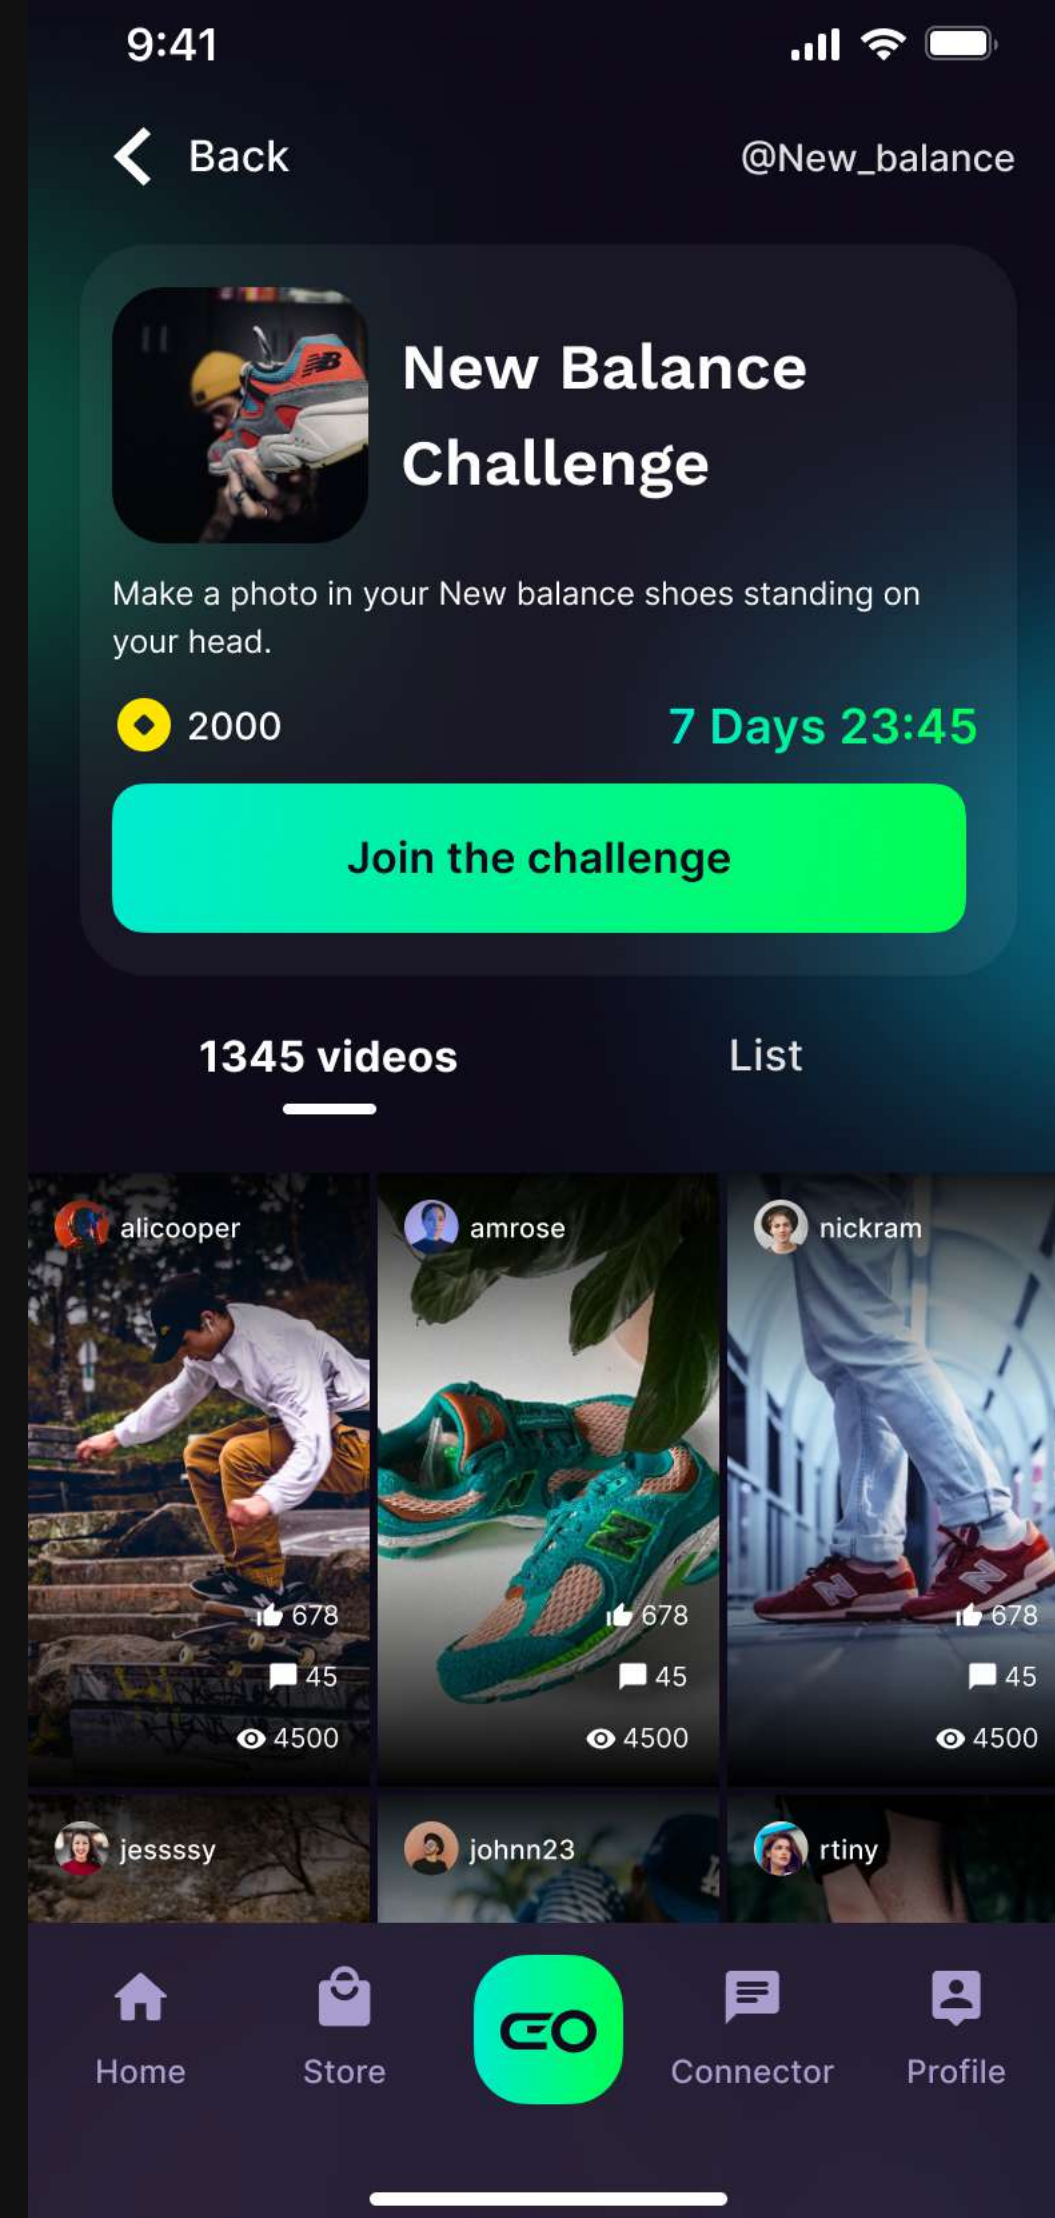 9:41
Back
@New_balance
New Balance
Challenge
Make a photo in your New balance shoes standing on
your head.
2000
7 Days 23:45
Join the challenge
1345 videos
List
alicooper
amrose
nickram
678
678
678
45
45
45
4500
4500
4500
jessssy
johnn23
rtiny
Home
Store
Connector
Profile